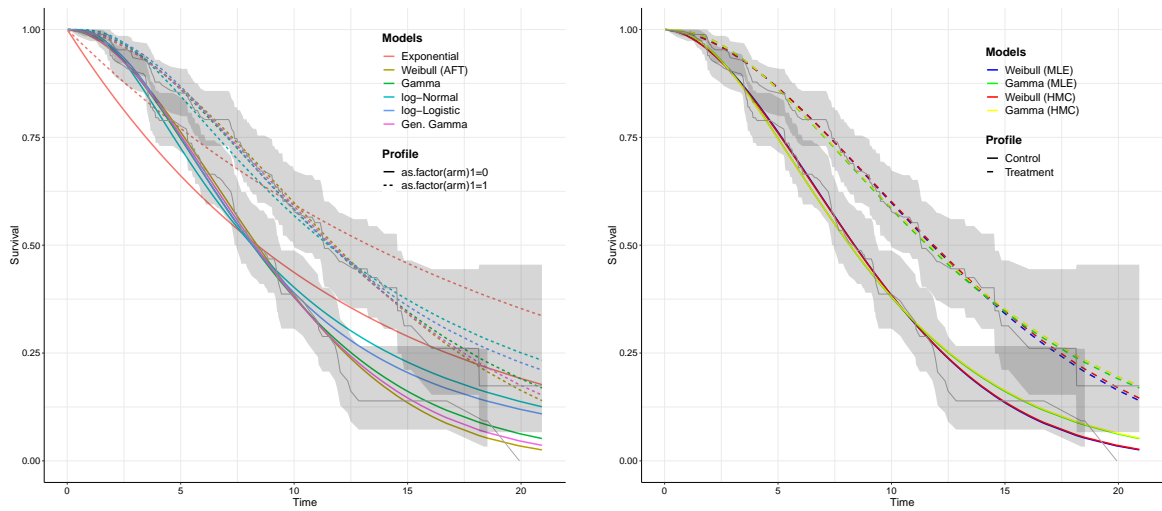 1.00
0.75
0.50
0.25
0.00
Survival
0
5
10
15
20
Time
Models
Exponential
Weibull (AFT)
Gamma
log−Normal
log−Logistic
Gen. Gamma
Profile
as.factor(arm)1=0
as.factor(arm)1=1
1.00
0.75
0.50
0.25
0.00
Survival
0
5
10
15
20
Time
Models
Weibull (MLE)
Gamma (MLE)
Weibull (HMC)
Gamma (HMC)
Profile
Control
Treatment